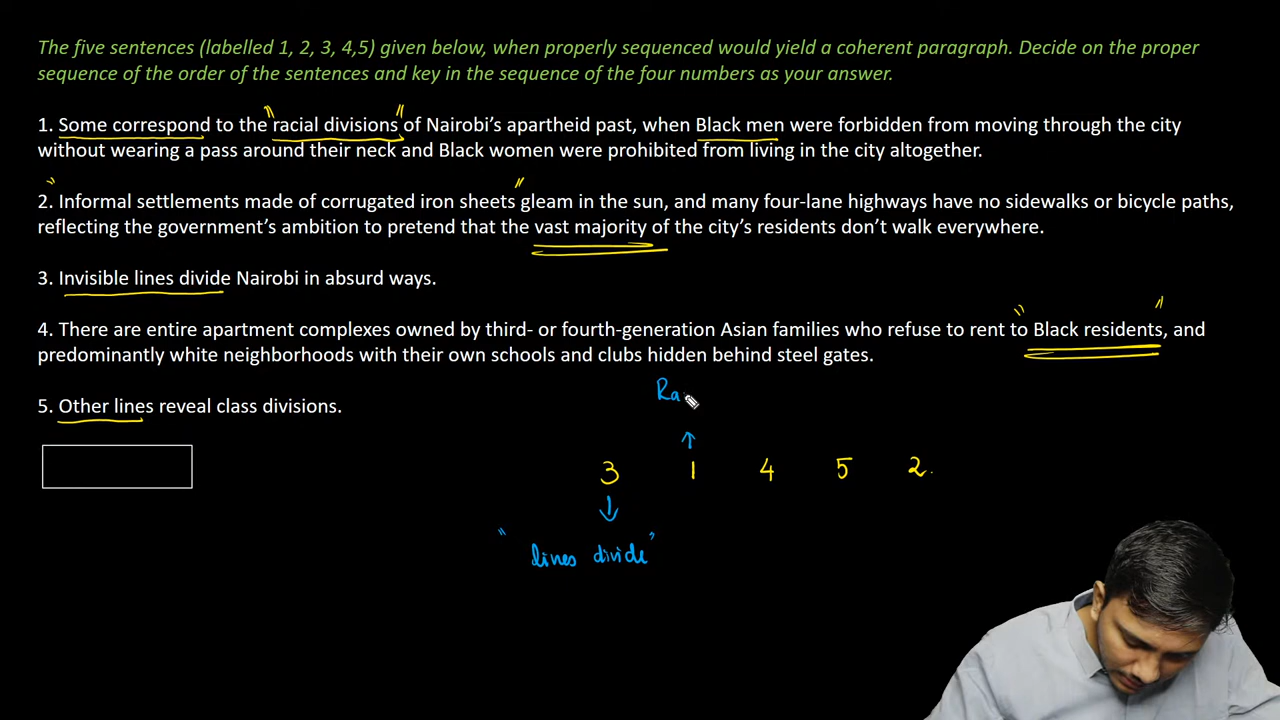 The five sentences (labelled 1, 2, 3, 4,5) given below, when properly sequenced would yield a coherent paragraph. Decide on the proper
sequence of the order of the sentences and key in the sequence of the four numbers as your answer.
1. Some correspond to the "racial divisions" of Nairobi's apartheid past, when Black men were forbidden from moving through the city
without wearing a pass around their neck and Black women were prohibited from living in the city altogether.
2. Informal settlements made of corrugated iron sheets gleam in the sun, and many four-lane highways have no sidewalks or bicycle paths,
reflecting the government's ambition to pretend that the vast majority of the city's residents don't walk everywhere.
3. Invisible lines divide Nairobi in absurd ways.
4. There are entire apartment complexes owned by third- or fourth-generation Asian families who refuse to rent to "Black residents", and
predominantly white neighborhoods with their own schools and clubs hidden behind steel gates.
5. Other lines reveal class divisions.
Ra
3 1 4 5 2.
"lines divide"